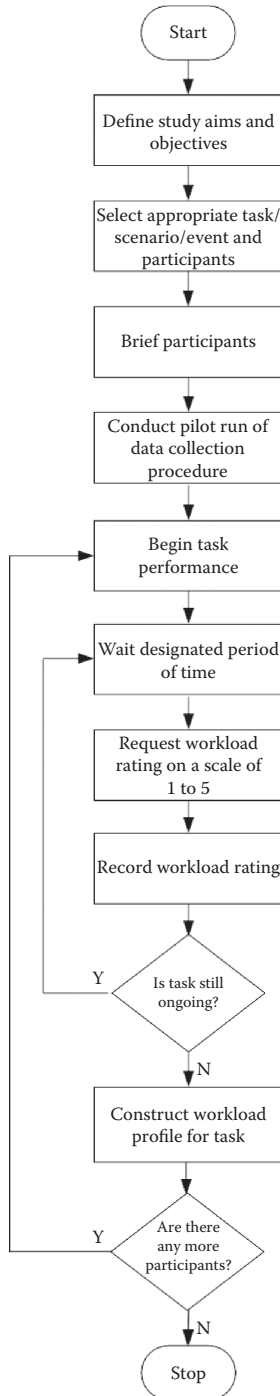 Start
Define study aims and
objectives
Select appropriate task/
scenario/event and
participants
Brief participants
Conduct pilot run of
data collection
procedure
Begin task
performance
Wait designated period
of time
Request workload
rating on a scale of
1 to 5
Record workload rating
Y
Is task still
ongoing?
N
Construct workload
profile for task
Y
Are there
any more
participants?
N
Stop